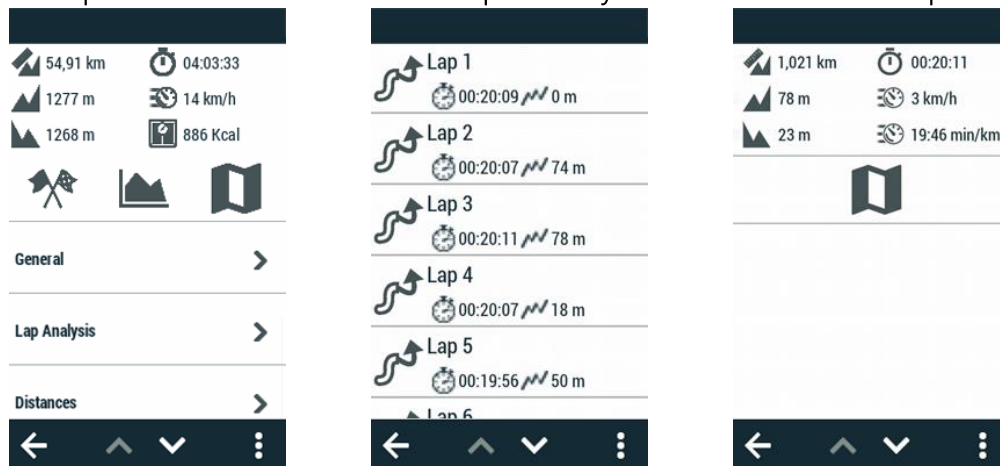 54,91 km
04:03:33
1277 m
14 km/h
1268 m
886 Kcal
General
Lap Analysis
Distances
Lap 1
00:20:09 0 m
Lap 2
00:20:07 74 m
Lap 3
00:20:11 78 m
Lap 4
00:20:07 18 m
Lap 5
00:19:56 50 m
Lap 6
1,021 km
00:20:11
78 m
3 km/h
23 m
19:46 min/km